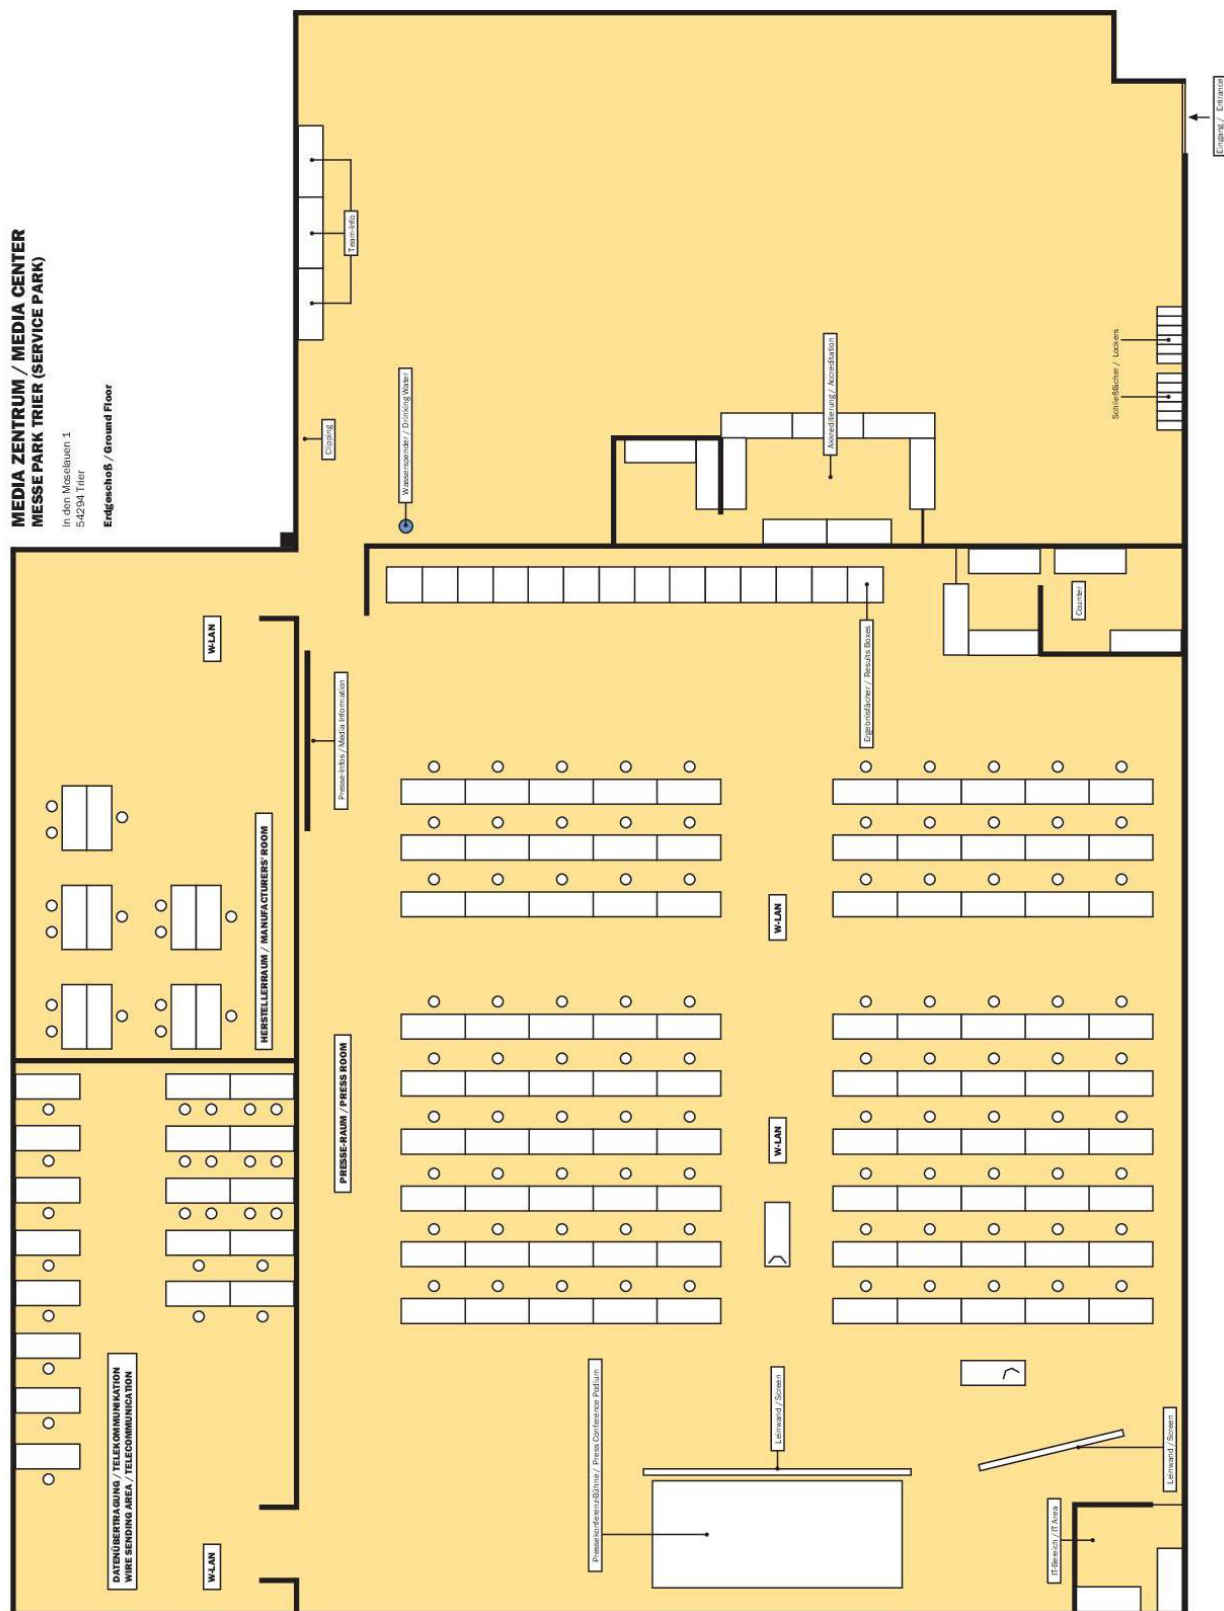 MEDIA ZENTRUM / MEDIA CENTER
MESSE PARK TRIER (SERVICE PARK)
In den Moselauen 1
54294 Trier
Erdgeschoß / Ground Floor
Eingang / Entrance
Team-Info
Clipping
Wasserspender / Drinking Water
Akkreditierung / Accreditation
Schließfächer / Lockers
W-LAN
Presse-Infos / Media Information
Ergebnisfächer / Results Boxes
Counter
HERSTELLERRAUM / MANUFACTURERS' ROOM
W-LAN
PRESSE-RAUM / PRESS ROOM
W-LAN
DATENÜBERTRAGUNG / TELEKOMMUNIKATION
WIRE SENDING AREA / TELECOMMUNICATION
W-LAN
Pressekonferenz-Bühne / Press Conference Podium
Leinwand / Screen
Leinwand / Screen
IT-Bereich / IT Area